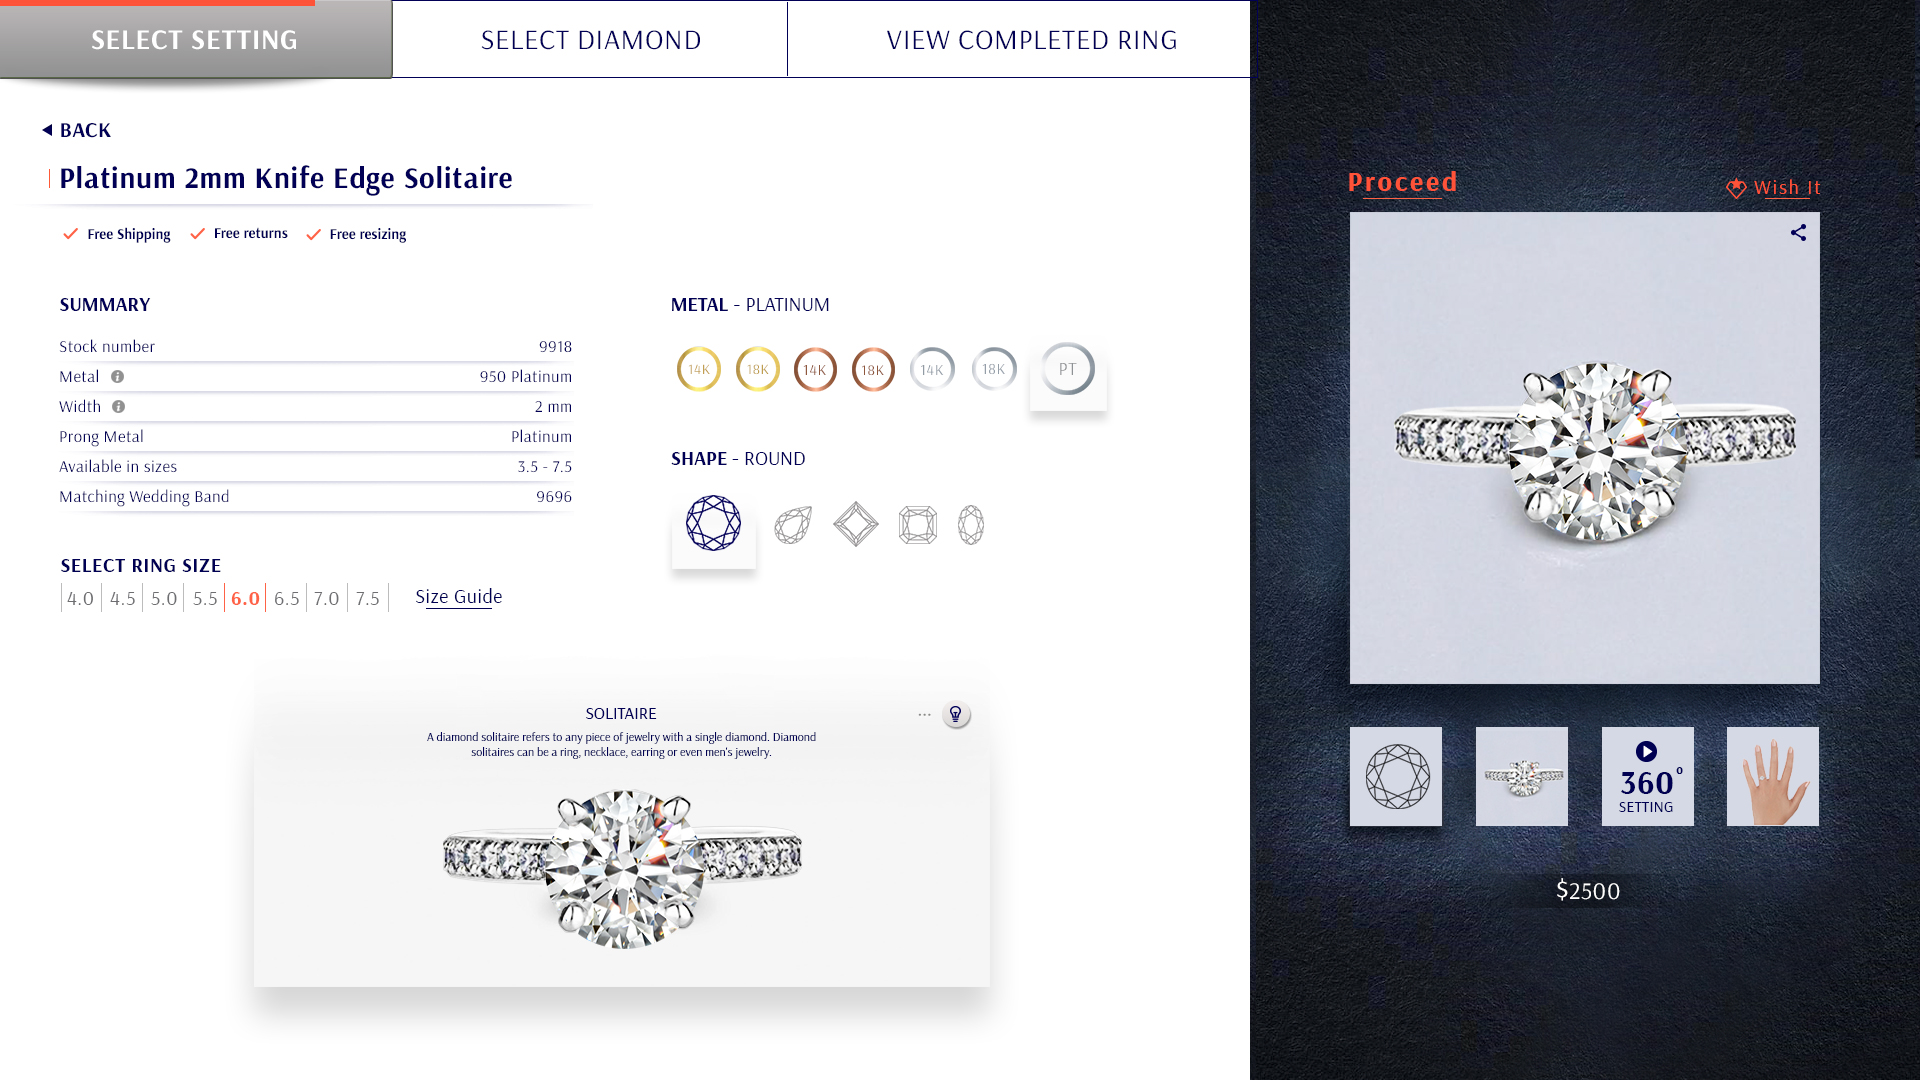 SELECT SETTING
SELECT DIAMOND
VIEW COMPLETED RING
BACK
Platinum 2mm Knife Edge Solitaire
Free Shipping
Free returns
Free resizing
SUMMARY
Stock number 9918
Metal 950 Platinum
Width 2 mm
Prong Metal Platinum
Available in sizes 3.5 - 7.5
Matching Wedding Band 9696
SELECT RING SIZE
4.0 4.5 5.0 5.5 6.0 6.5 7.0 7.5 Size Guide
METAL - PLATINUM
14K 18K 14K 18K 14K 18K PT
SHAPE - ROUND
SOLITAIRE
...
A diamond solitaire refers to any piece of jewelry with a single diamond. Diamond
solitaires can be a ring, necklace, earring or even men's jewelry.
Proceed
Wish It
360°
SETTING
$2500